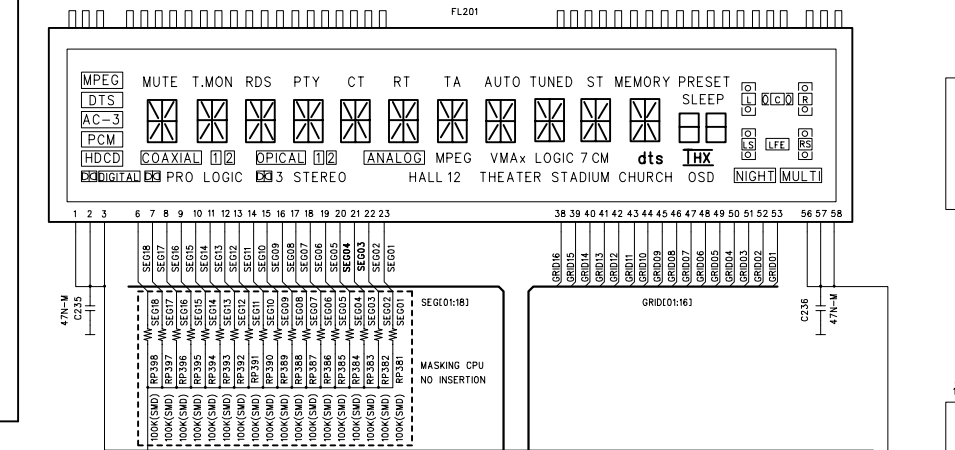 FL201
MPEG MUTE T.MON RDS PTY CT RT TA AUTO TUNED ST MEMORY PRESET
DTS SLEEP
AC-3 L O C O R
PCM
HDCD COAXIAL 1 2 OPICAL 1 2 ANALOG MPEG VMAx LOGIC 7 CM dts THX LS LFE RS
DIGITAL PRO LOGIC 3 STEREO HALL 12 THEATER STADIUM CHURCH OSD NIGHT MULTI
1 2 3 6 7 8 9 10 11 12 13 14 15 16 17 18 19 20 21 22 23 38 39 40 41 42 43 44 45 46 47 48 49 50 51 52 53 56 57 58
SEG18 SEG17 SEG16 SEG15 SEG14 SEG13 SEG12 SEG11 SEG10 SEG09 SEG08 SEG07 SEG06 SEG05 SEG04 SEG03 SEG02 SEG01
GRID16 GRID15 GRID14 GRID13 GRID12 GRID11 GRID10 GRID09 GRID08 GRID07 GRID06 GRID05 GRID04 GRID03 GRID02 GRID01
47N-M C235
SEG18 SEG17 SEG16 SEG15 SEG14 SEG13 SEG12 SEG11 SEG10 SEG09 SEG08 SEG07 SEG06 SEG05 SEG04 SEG03 SEG02 SEG01
SEG[01:18] GRID[01:16]
C236 47N-M
RP398 RP397 RP396 RP395 RP394 RP393 RP392 RP391 RP390 RP389 RP388 RP387 RP386 RP385 RP384 RP383 RP382 RP381
MASKING CPU
NO INSERTION
100K(SMD) 100K(SMD) 100K(SMD) 100K(SMD) 100K(SMD) 100K(SMD) 100K(SMD) 100K(SMD) 100K(SMD) 100K(SMD) 100K(SMD) 100K(SMD) 100K(SMD) 100K(SMD) 100K(SMD) 100K(SMD) 100K(SMD) 100K(SMD)